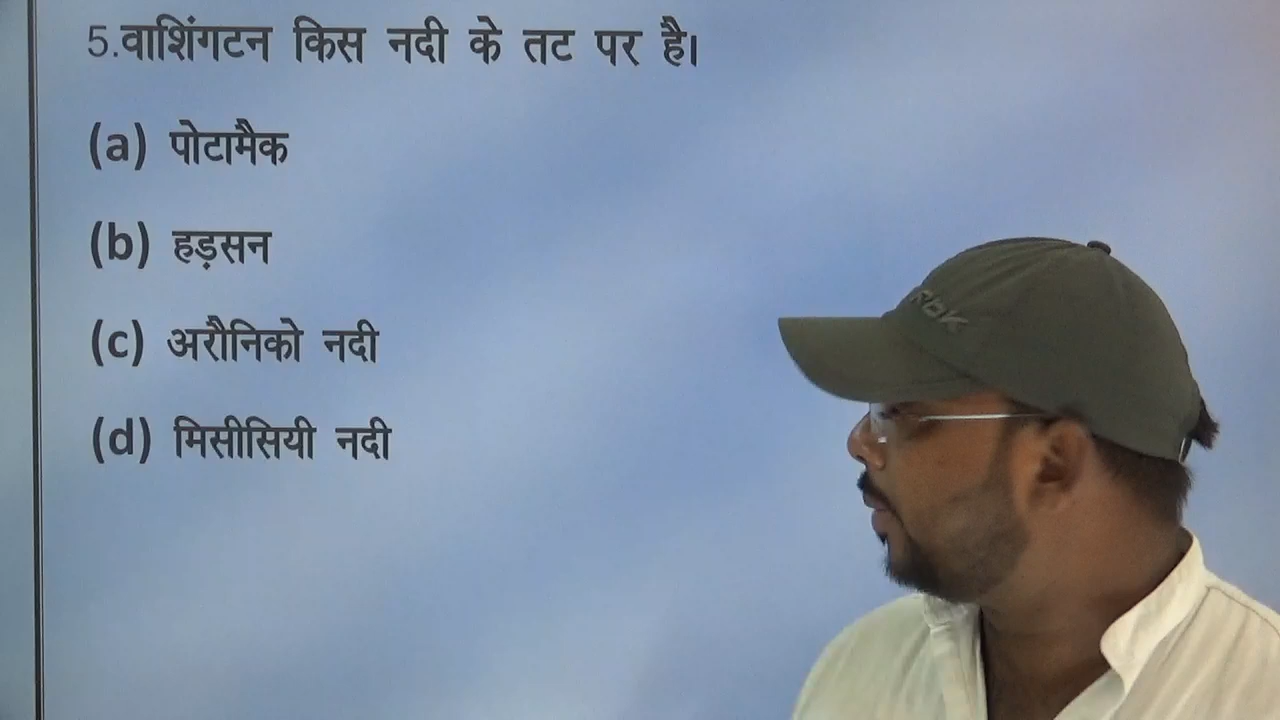 5.वाशिंगटन किस नदी के तट पर है।
(a) पोटामैक
(b) हड़सन
(c) अरौनिको नदी
(d) मिसीसियी नदी